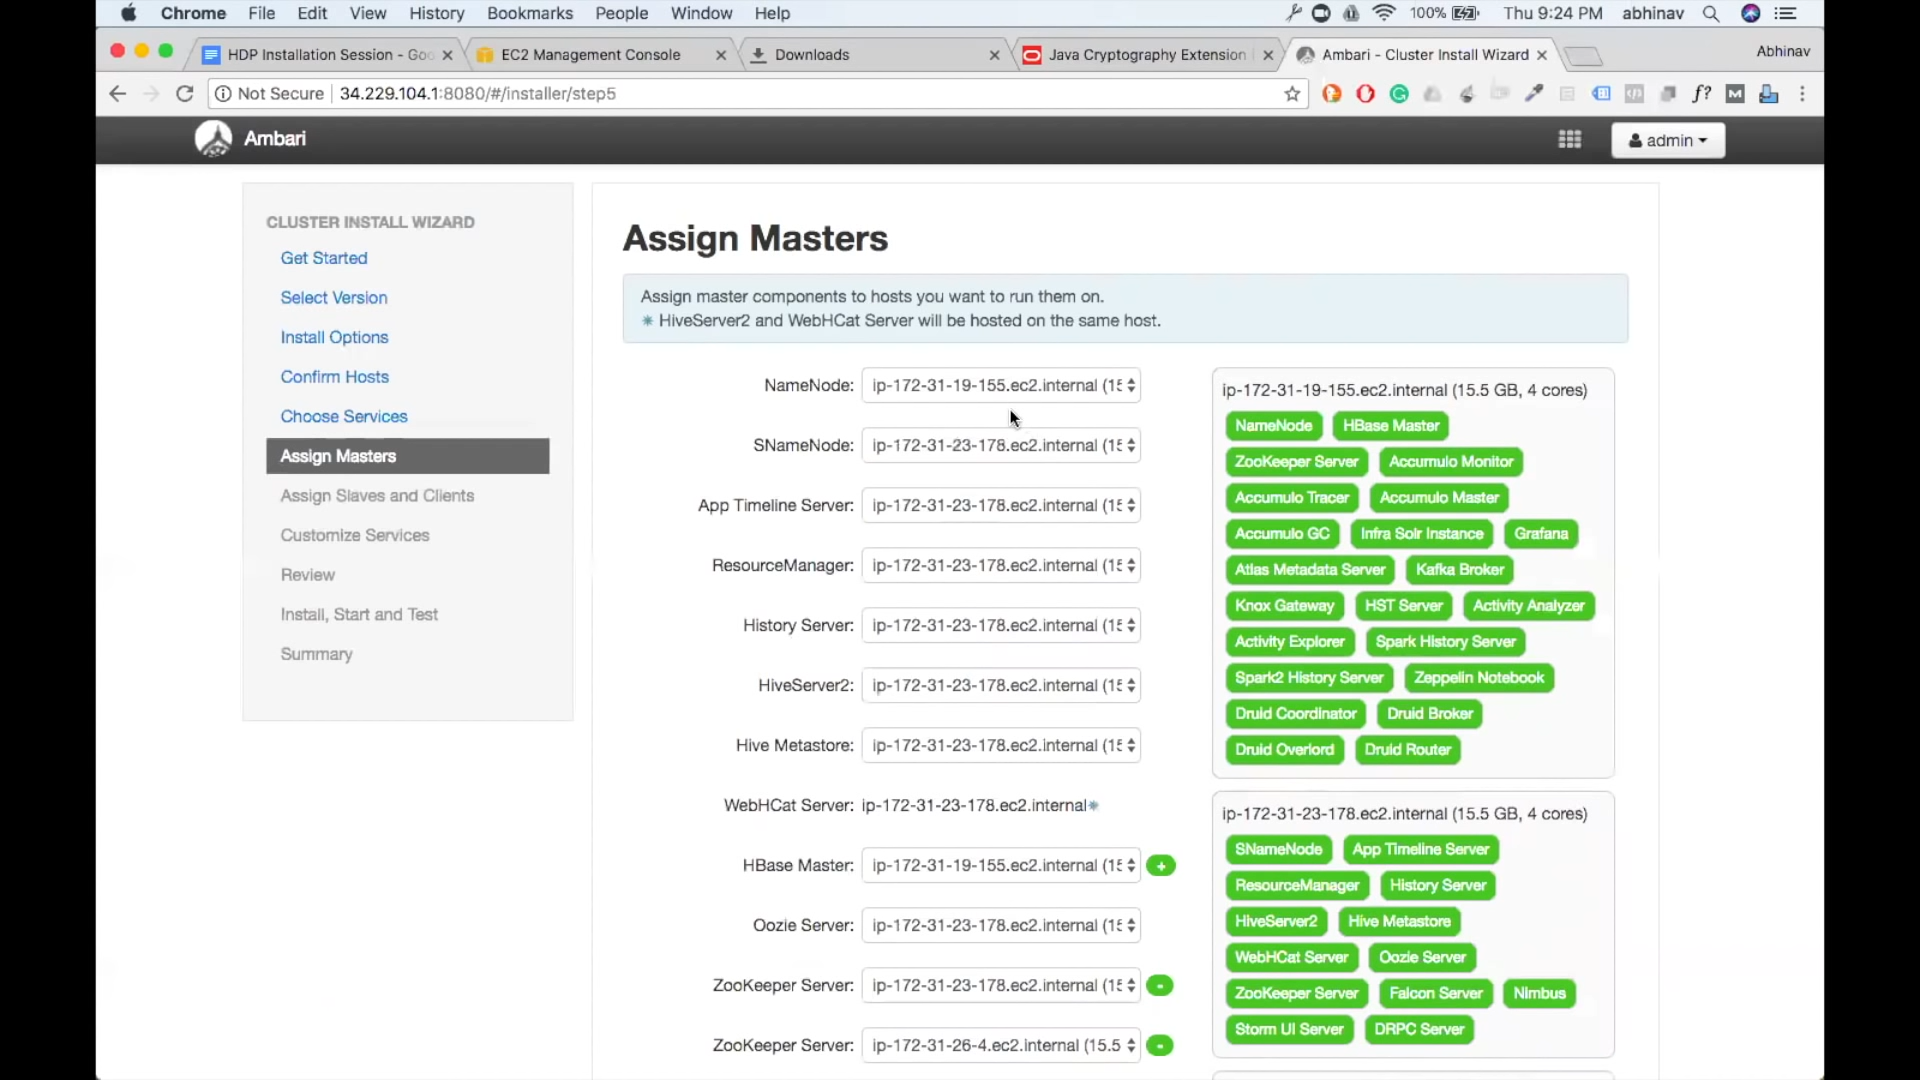 Chrome File Edit View History Bookmarks People Window Help 100% Thu 9:24 PM abhinav
HDP Installation Session - Goo EC2 Management Console Downloads Java Cryptography Extension Ambari - Cluster Install Wizard Abhinav
Not Secure 34.229.104.1:8080/#/installer/step5
Ambari admin
CLUSTER INSTALL WIZARD
Get Started
Select Version
Install Options
Confirm Hosts
Choose Services
Assign Masters
Assign Slaves and Clients
Customize Services
Review
Install, Start and Test
Summary
Assign Masters
Assign master components to hosts you want to run them on.
* HiveServer2 and WebHCat Server will be hosted on the same host.
NameNode: ip-172-31-19-155.ec2.internal (15
SNameNode: ip-172-31-23-178.ec2.internal (15
App Timeline Server: ip-172-31-23-178.ec2.internal (15
ResourceManager: ip-172-31-23-178.ec2.internal (15
History Server: ip-172-31-23-178.ec2.internal (15
HiveServer2: ip-172-31-23-178.ec2.internal (15
Hive Metastore: ip-172-31-23-178.ec2.internal (15
WebHCat Server: ip-172-31-23-178.ec2.internal*
HBase Master: ip-172-31-19-155.ec2.internal (15 +
Oozie Server: ip-172-31-23-178.ec2.internal (15
ZooKeeper Server: ip-172-31-23-178.ec2.internal (15 -
ZooKeeper Server: ip-172-31-26-4.ec2.internal (15.5 -
ip-172-31-19-155.ec2.internal (15.5 GB, 4 cores)
NameNode HBase Master
ZooKeeper Server Accumulo Monitor
Accumulo Tracer Accumulo Master
Accumulo GC Infra Solr Instance Grafana
Atlas Metadata Server Kafka Broker
Knox Gateway HST Server Activity Analyzer
Activity Explorer Spark History Server
Spark2 History Server Zeppelin Notebook
Druid Coordinator Druid Broker
Druid Overlord Druid Router
ip-172-31-23-178.ec2.internal (15.5 GB, 4 cores)
SNameNode App Timeline Server
ResourceManager History Server
HiveServer2 Hive Metastore
WebHCat Server Oozie Server
ZooKeeper Server Falcon Server Nimbus
Storm UI Server DRPC Server